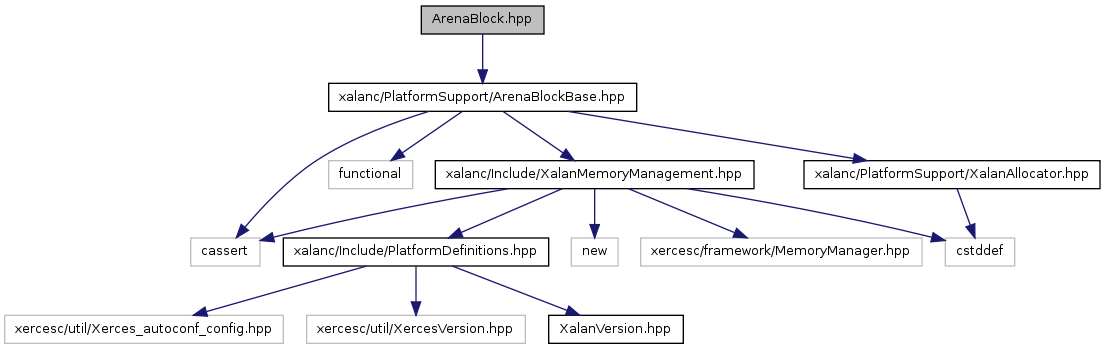 ArenaBlock.hpp
xalanc/PlatformSupport/ArenaBlockBase.hpp
functional
xalanc/Include/XalanMemoryManagement.hpp
xalanc/PlatformSupport/XalanAllocator.hpp
cassert
xalanc/Include/PlatformDefinitions.hpp
new
xercesc/framework/MemoryManager.hpp
cstddef
xercesc/util/Xerces_autoconf_config.hpp
xercesc/util/XercesVersion.hpp
XalanVersion.hpp